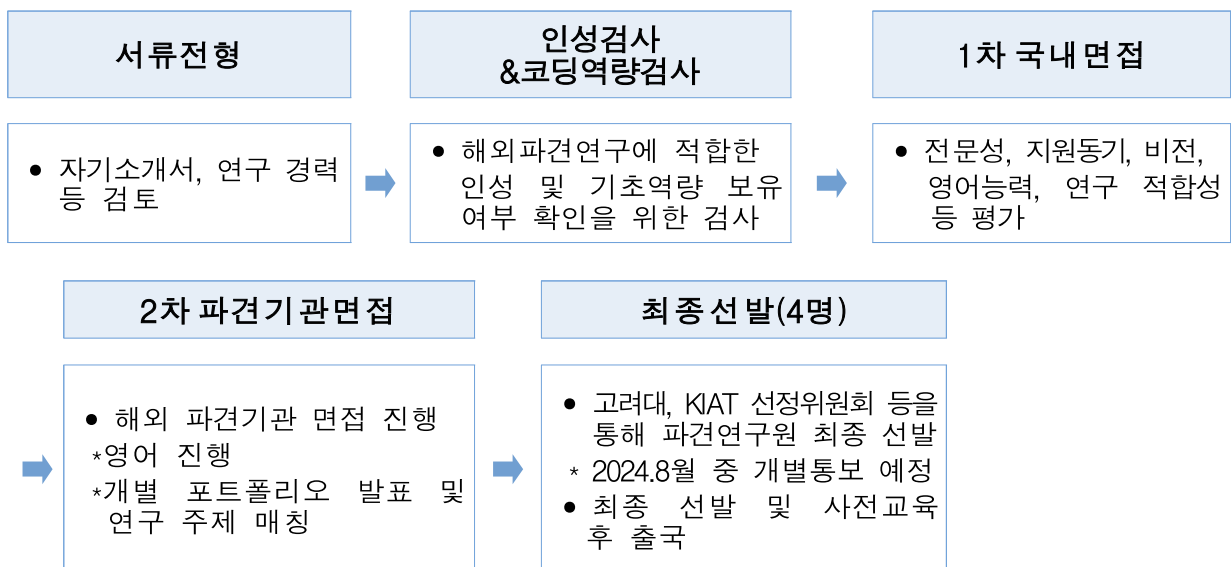 서류전형
• 자기소개서, 연구 경력
등 검토
인성검사
&코딩역량검사
• 해외파견연구에 적합한
인성 및 기초역량 보유
여부 확인을 위한 검사
1차 국내면접
• 전문성, 지원동기, 비전,
영어능력, 연구 적합성
등 평가
2차 파견기관면접
• 해외 파견기관 면접 진행
*영어 진행
*개별 포트폴리오 발표 및
연구 주제 매칭
최종선발(4명)
• 고려대, KIAT 선정위원회 등을
통해 파견연구원 최종 선발
* 2024.8월 중 개별통보 예정
• 최종 선발 및 사전교육
후 출국